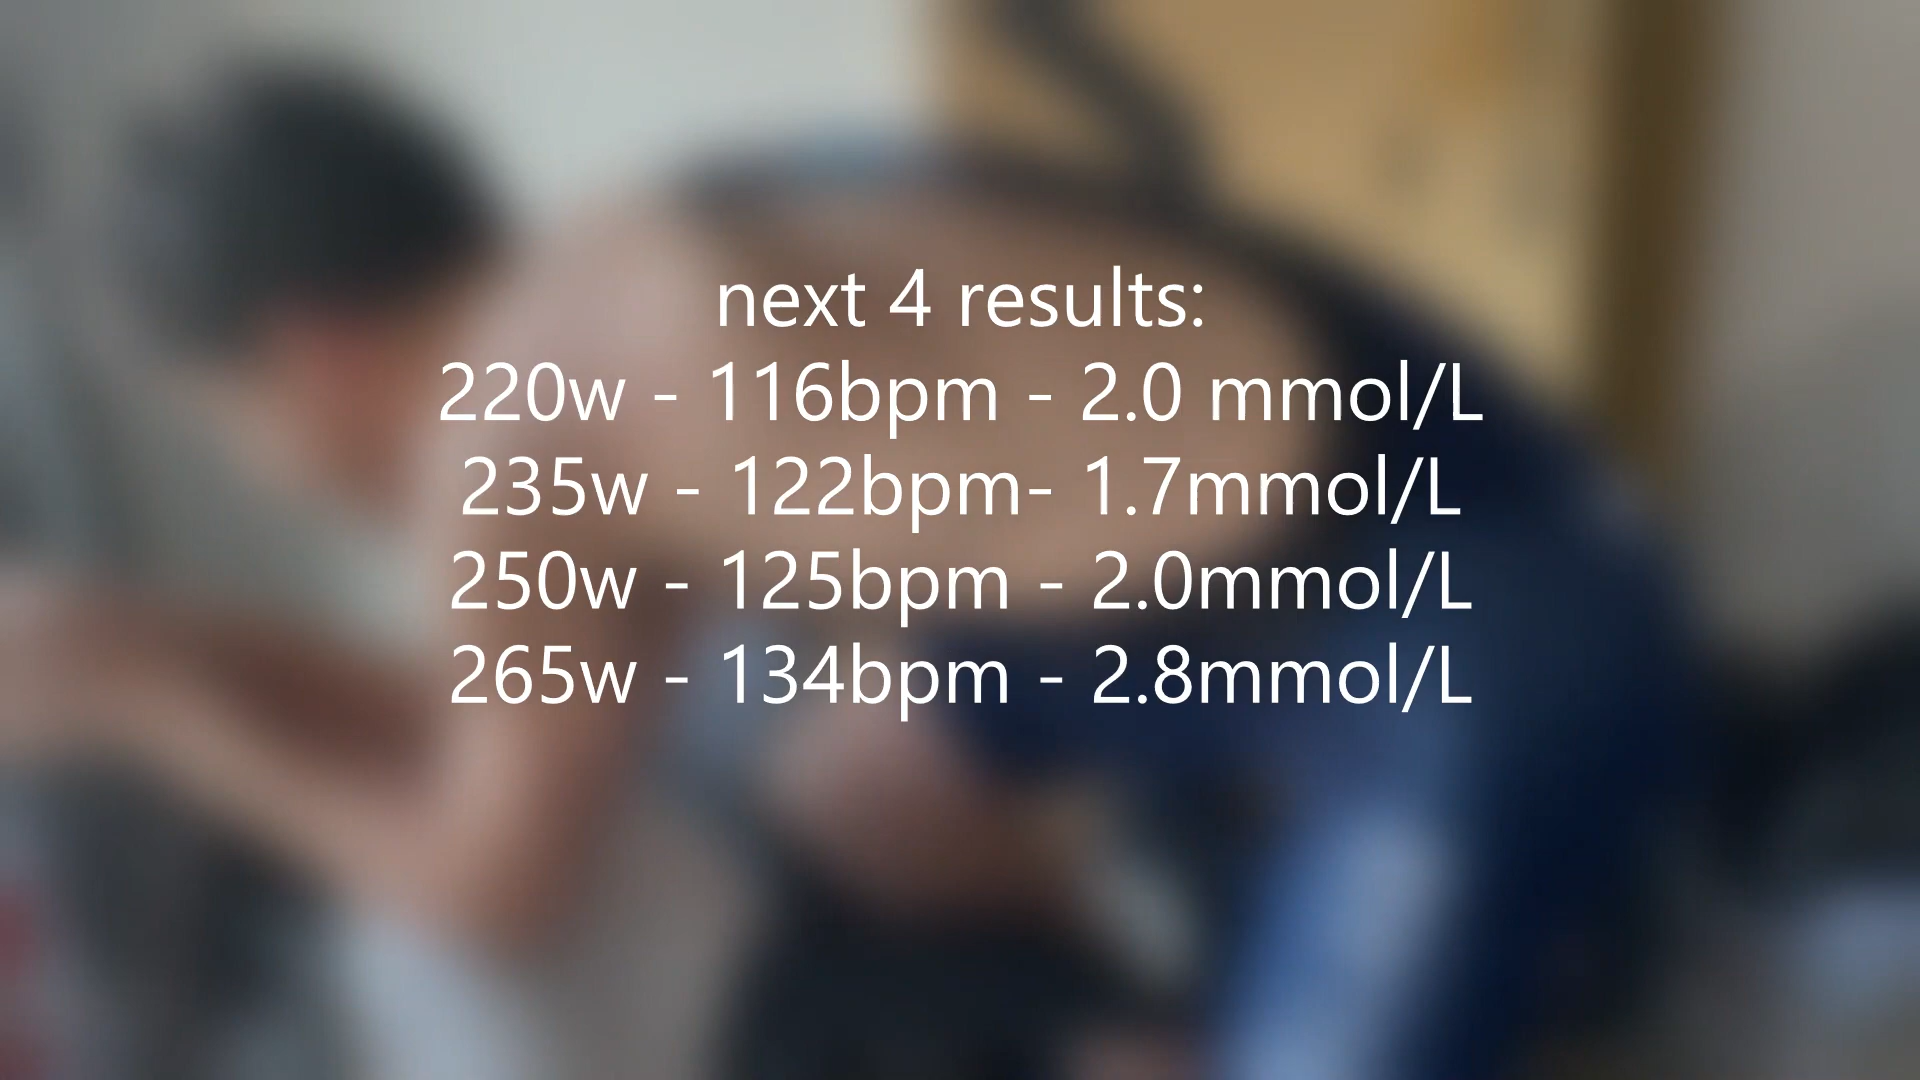 next 4 results:
220w - 116bpm - 2.0 mmol/L
235w - 122bpm- 1.7mmol/L
250w - 125bpm - 2.0mmol/L
265w - 134bpm - 2.8mmol/L